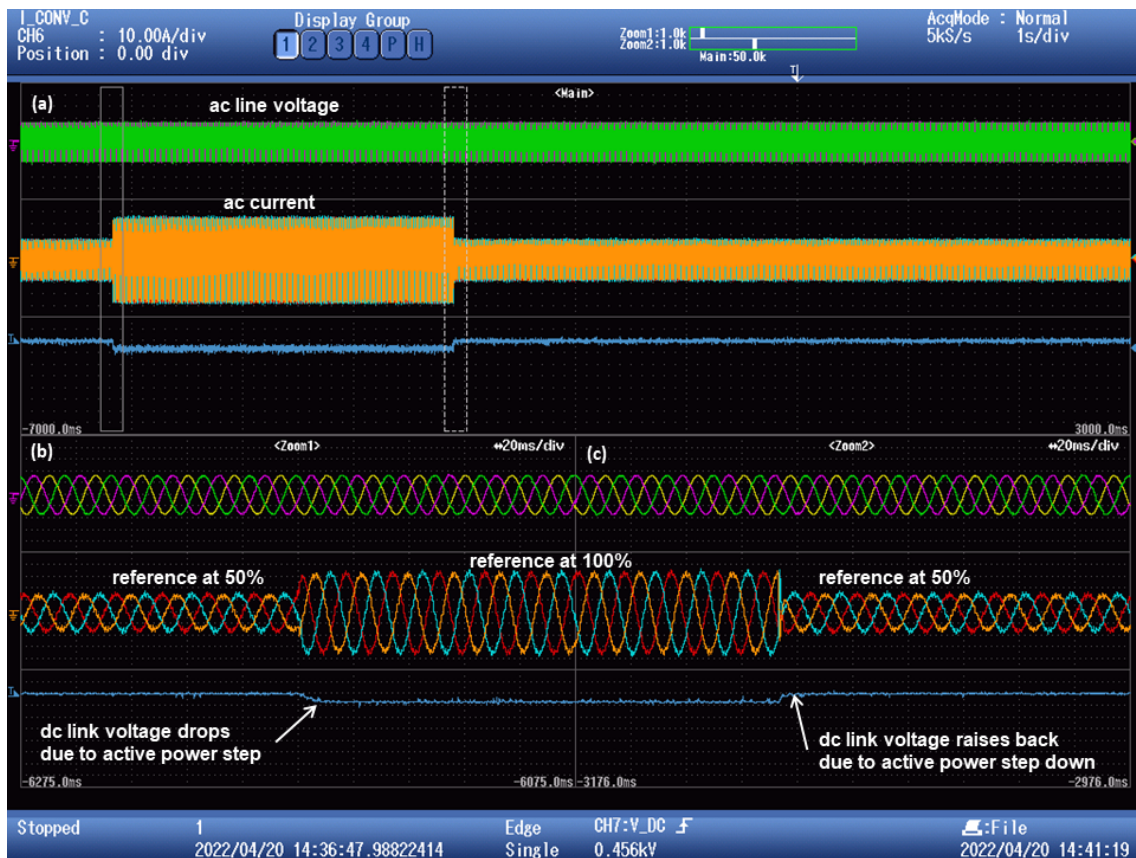 I_CONV_C
CH6 : 10.00A/div
Position : 0.00 div
Display Group
1 2 3 4 P H
Zoom1:1.0k
Zoom2:1.0k
Main:50.0k
AcqMode : Normal
5kS/s 1s/div
T
(a)
<Main>
ac line voltage
ac current
T
-7000.0ms
3000.0ms
(b)
<Zoom1>
↔20ms/div
(c)
<Zoom2>
↔20ms/div
reference at 50%
reference at 100%
reference at 50%
T
dc link voltage drops
due to active power step
dc link voltage raises back
due to active power step down
-6275.0ms
-6075.0ms
-3176.0ms
-2976.0ms
Stopped
1
2022/04/20 14:36:47.98822414
Edge
Single
CH7:V_DC
0.456kV
:File
2022/04/20 14:41:19